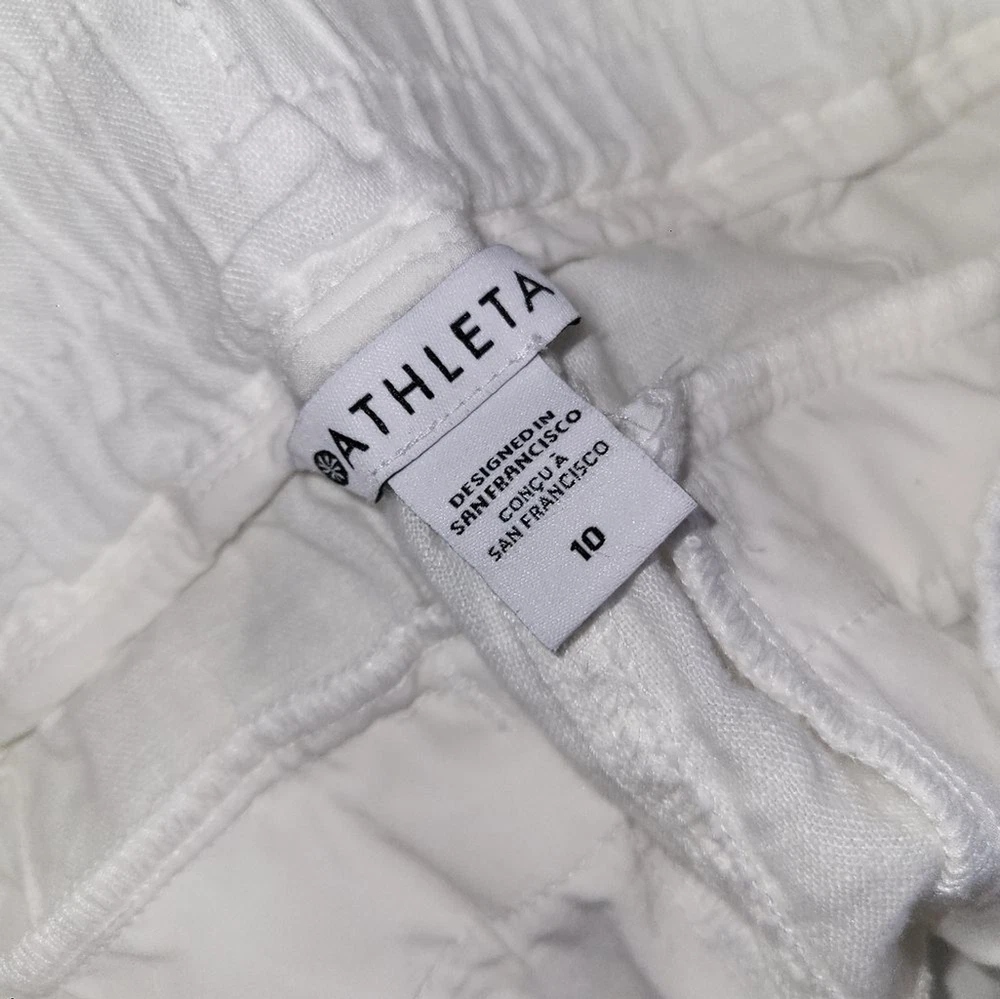 ATHLETA
DESIGNED IN
SAN FRANCISCO
CONÇU À
SAN FRANCISCO
10